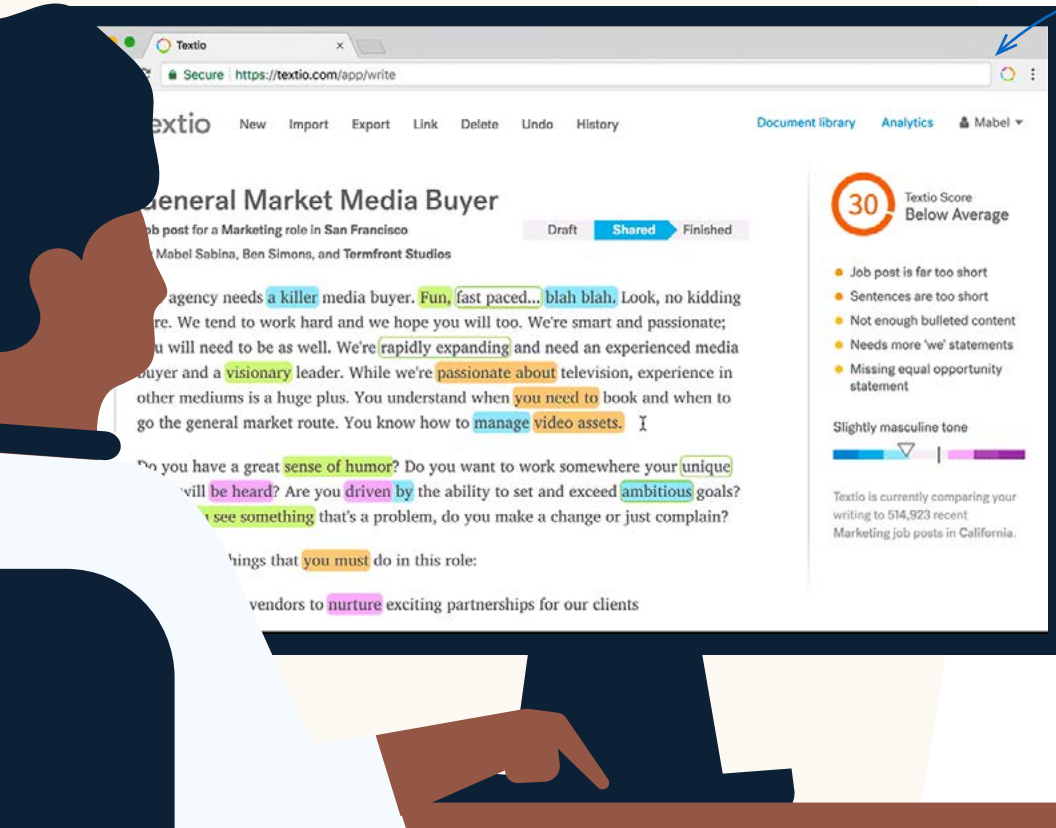 Textio
Secure https://textio.com/app/write
extio New Import Export Link Delete Undo History Document library Analytics Mabel
General Market Media Buyer
ob post for a Marketing role in San Francisco
Mabel Sabina, Ben Simons, and Termfront Studios
Draft Shared Finished
agency needs a killer media buyer. Fun, fast paced... blah blah. Look, no kidding
re. We tend to work hard and we hope you will too. We're smart and passionate;
u will need to be as well. We're rapidly expanding and need an experienced media
buyer and a visionary leader. While we're passionate about television, experience in
other mediums is a huge plus. You understand when you need to book and when to
go the general market route. You know how to manage video assets.
Do you have a great sense of humor? Do you want to work somewhere your unique
will be heard? Are you driven by the ability to set and exceed ambitious goals?
see something that's a problem, do you make a change or just complain?
hings that you must do in this role:
vendors to nurture exciting partnerships for our clients
30
Textio Score
Below Average
Job post is far too short
Sentences are too short
Not enough bulleted content
Needs more 'we' statements
Missing equal opportunity
statement
Slightly masculine tone
Textio is currently comparing your
writing to 514,923 recent
Marketing job posts in California.